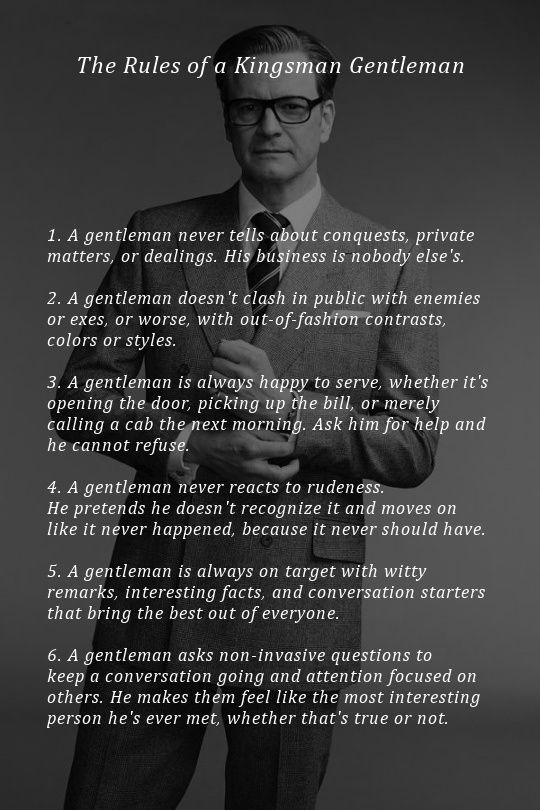 The Rules of a Kingsman Gentleman
1. A gentleman never tells about conquests, private
matters, or dealings. His business is nobody else's.
2. A gentleman doesn't clash in public with enemies
or exes, or worse, with out-of-fashion contrasts,
colors or styles.
3. A gentleman is always happy to serve, whether it's
opening the door, picking up the bill, or merely
calling a cab the next morning. Ask him for help and
he cannot refuse.
4. A gentleman never reacts to rudeness.
He pretends he doesn't recognize it and moves on
like it never happened, because it never should have.
5. A gentleman is always on target with witty
remarks, interesting facts, and conversation starters
that bring the best out of everyone.
6. A gentleman asks non-invasive questions to
keep a conversation going and attention focused on
others. He makes them feel like the most interesting
person he's ever met, whether that's true or not.